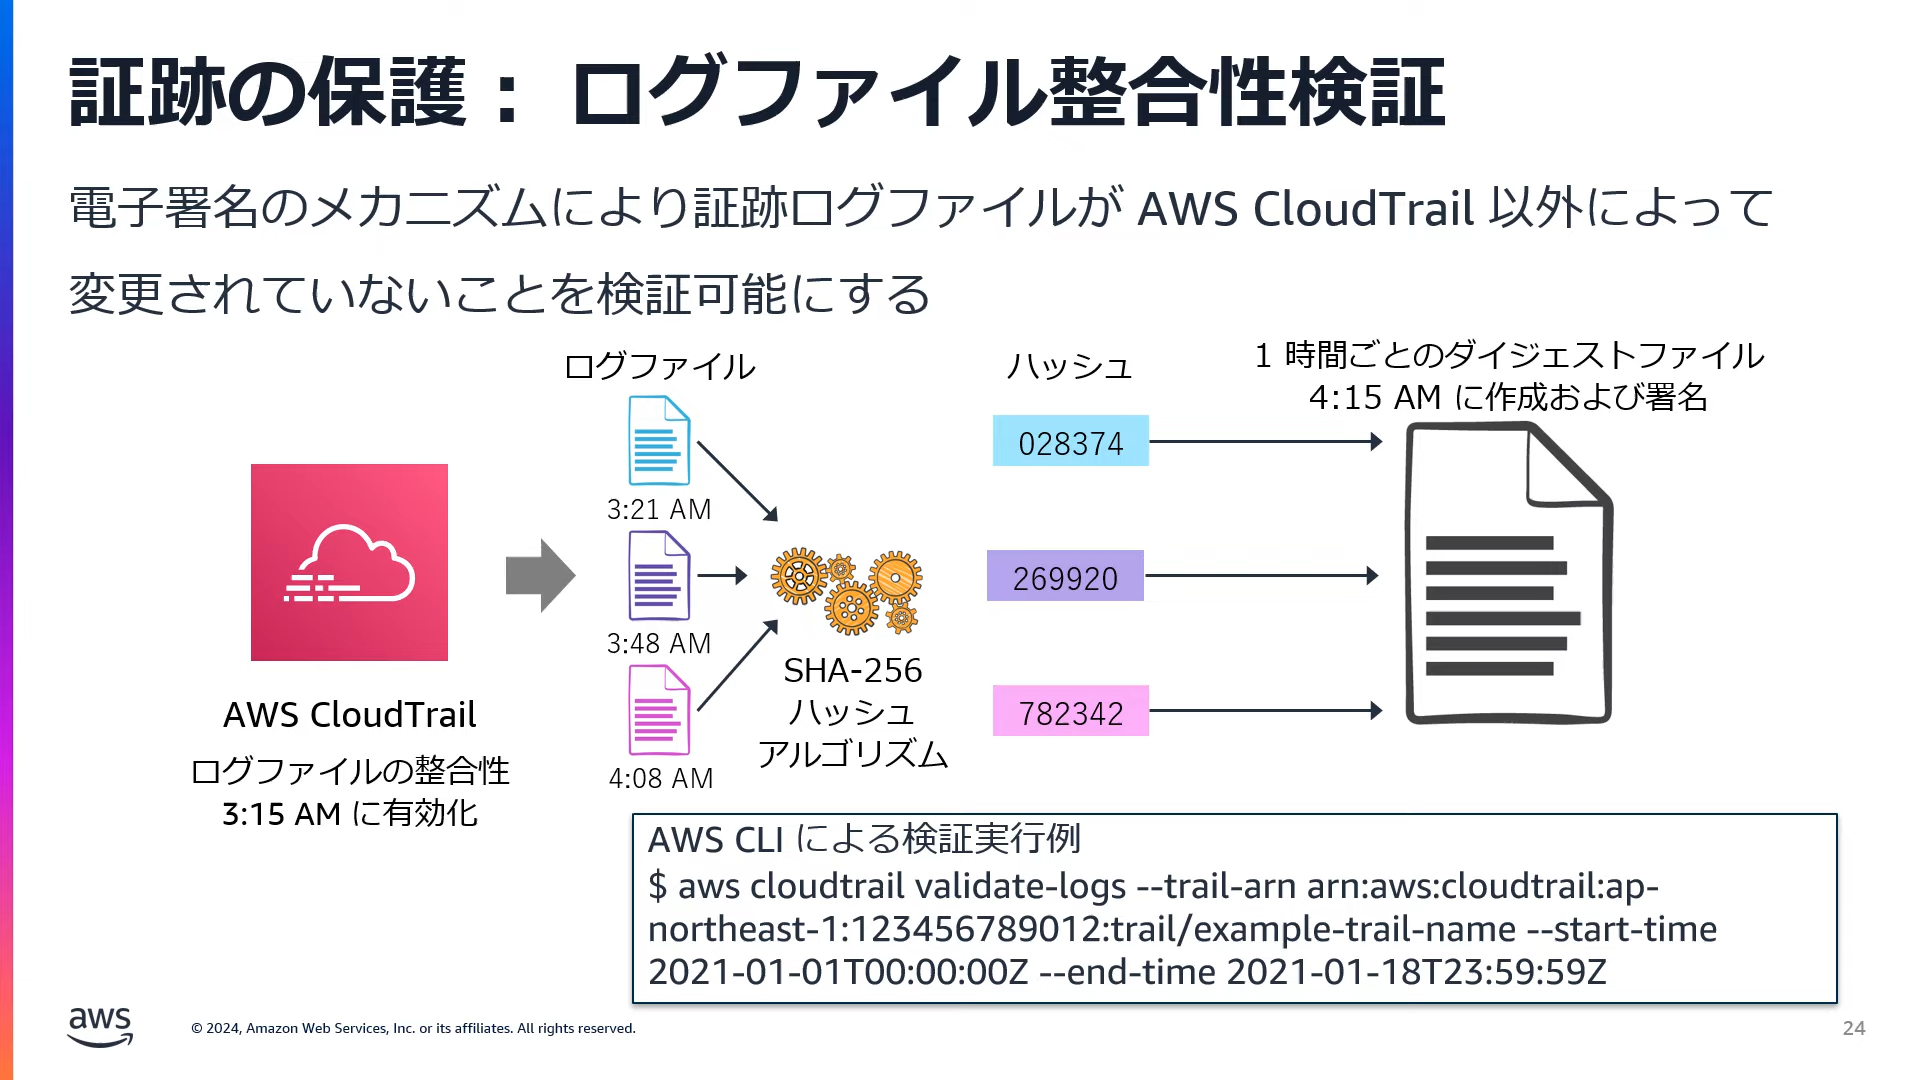 証跡の保護： ログファイル整合性検証
電子署名のメカニズムにより証跡ログファイルが AWS CloudTrail 以外によって
変更されていないことを検証可能にする
ログファイル
ハッシュ
1 時間ごとのダイジェストファイル
4:15 AM に作成および署名
028374
3:21 AM
269920
3:48 AM
SHA-256
ハッシュ
アルゴリズム
782342
4:08 AM
AWS CloudTrail
ログファイルの整合性
3:15 AM に有効化
AWS CLI による検証実行例
$ aws cloudtrail validate-logs --trail-arn arn:aws:cloudtrail:ap-
northeast-1:123456789012:trail/example-trail-name --start-time
2021-01-01T00:00:00Z --end-time 2021-01-18T23:59:59Z
aws
© 2024, Amazon Web Services, Inc. or its affiliates. All rights reserved.
24